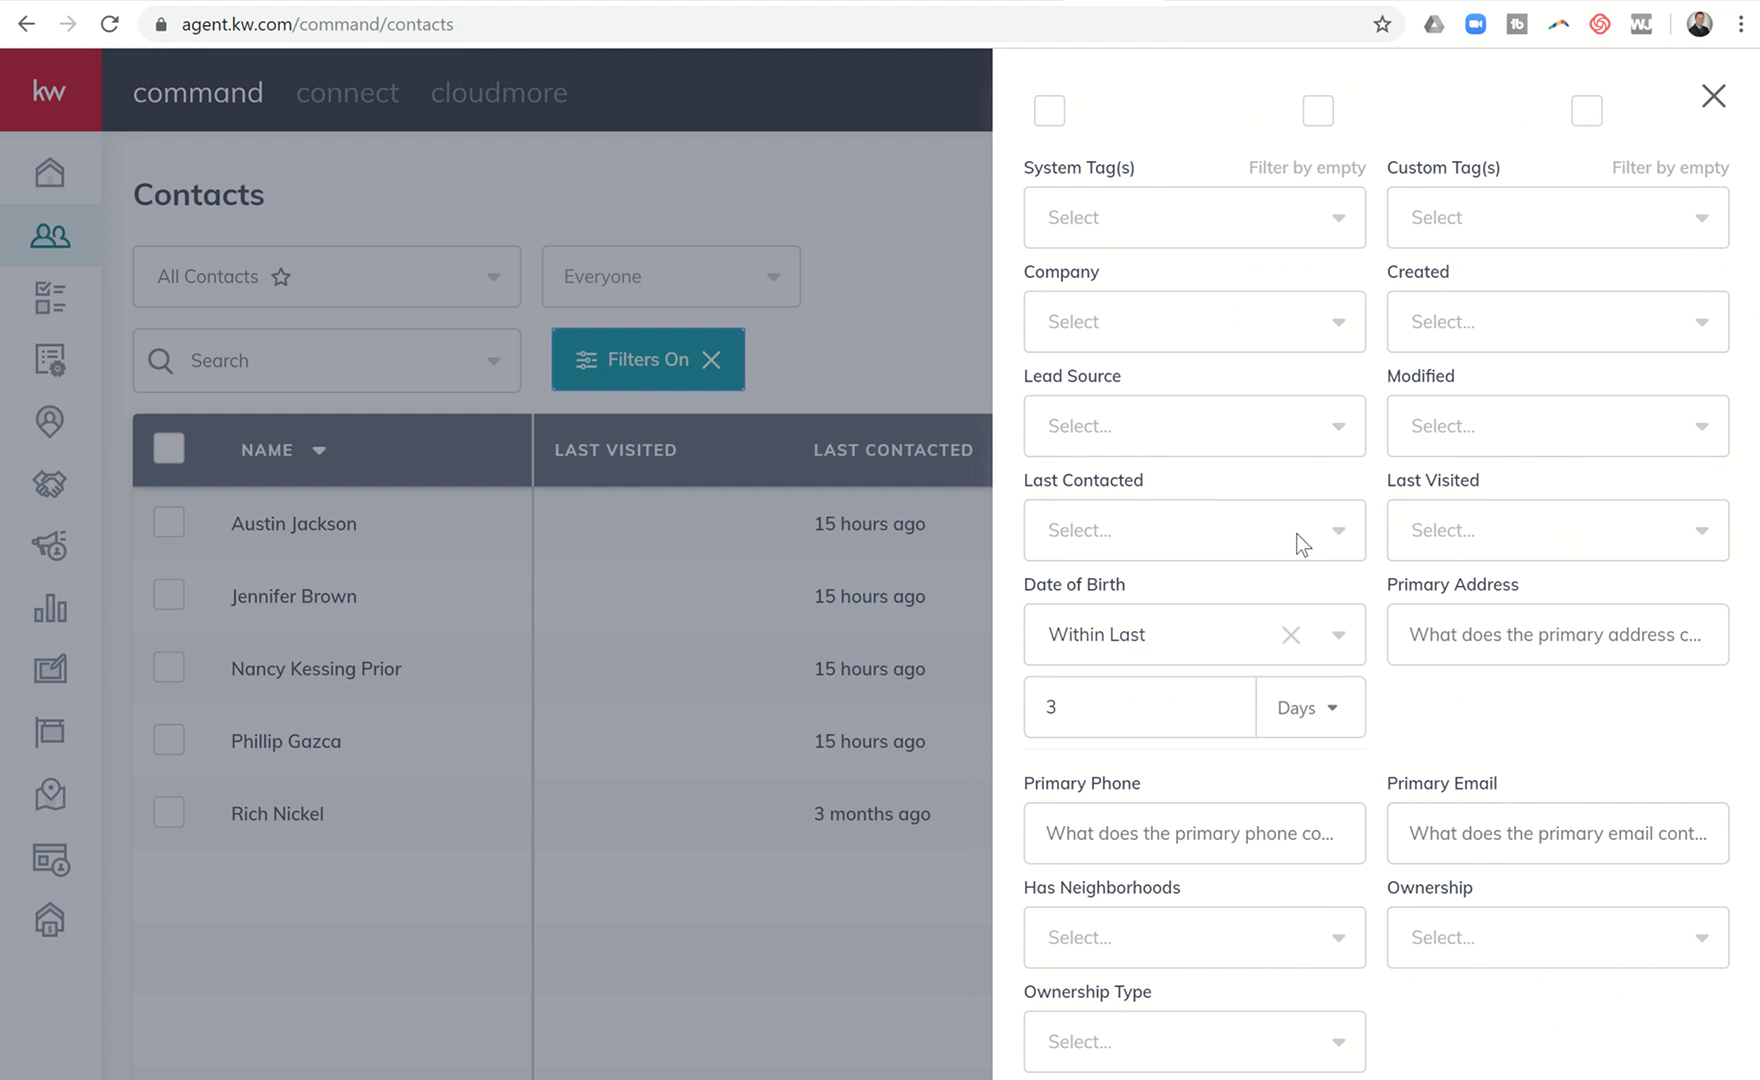 agent.kw.com/command/contacts
kw
command connect cloudmore
Contacts
All Contacts
Everyone
Search
Filters On
NAME LAST VISITED LAST CONTACTED
Austin Jackson 15 hours ago
Jennifer Brown 15 hours ago
Nancy Kessing Prior 15 hours ago
Phillip Gazca 15 hours ago
Rich Nickel 3 months ago
System Tag(s) Filter by empty
Select
Custom Tag(s) Filter by empty
Select
Company
Select
Created
Select...
Lead Source
Select...
Modified
Select...
Last Contacted
Select...
Last Visited
Select...
Date of Birth
Within Last
3 Days
Primary Address
What does the primary address c...
Primary Phone
What does the primary phone co...
Primary Email
What does the primary email cont...
Has Neighborhoods
Select...
Ownership
Select...
Ownership Type
Select...